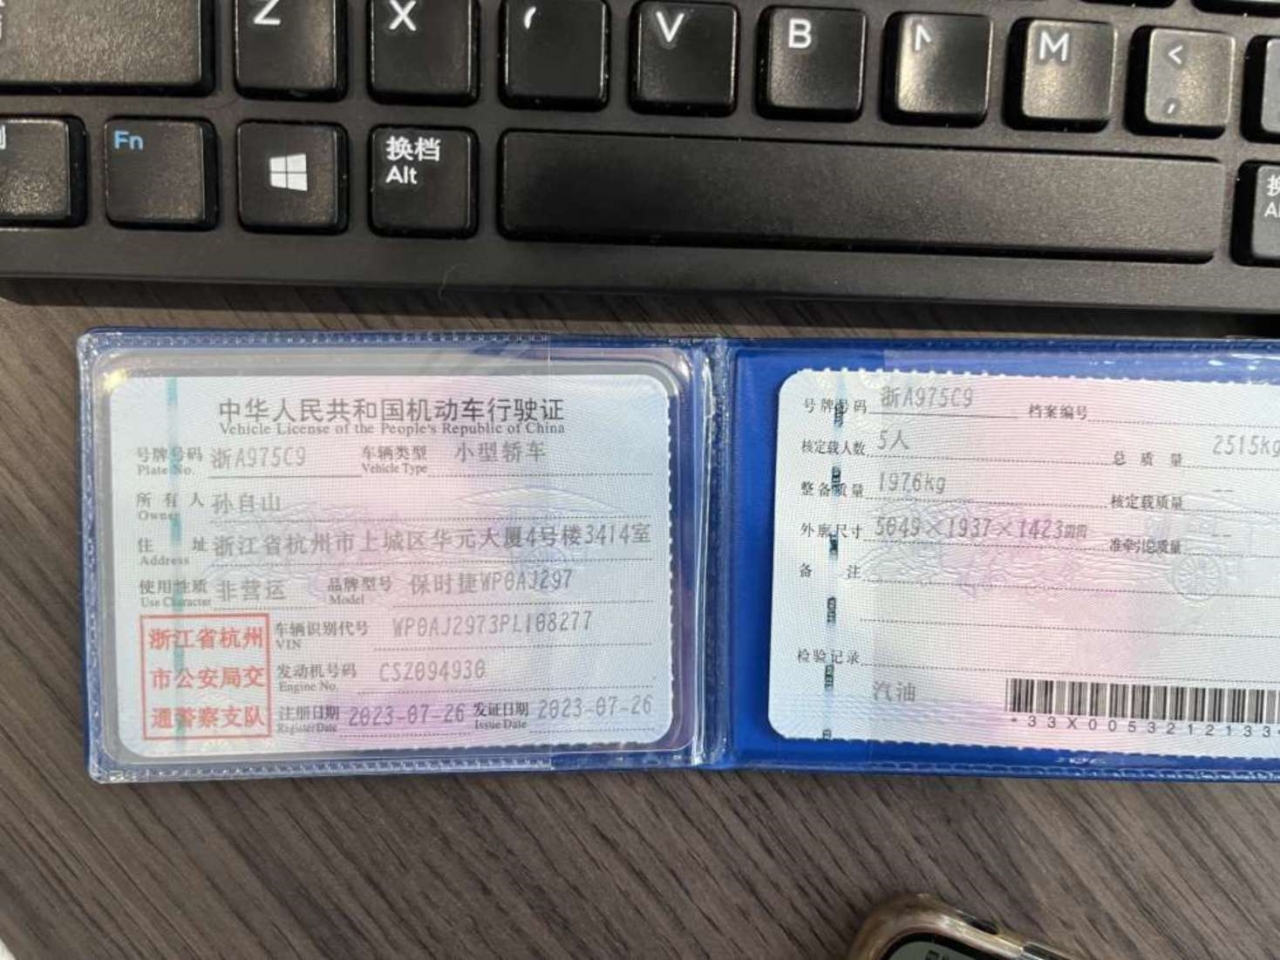 Z X V B M < ,
Fn 换档 Alt
中华人民共和国机动车行驶证
Vehicle License of the People's Republic of China
号牌号码 Plate No. 浙A975C9 车辆类型 Vehicle Type 小型轿车
所有人 Owner 孙自山
住址 Address 浙江省杭州市上城区华元大厦4号楼3414室
使用性质 Use Character 非营运 品牌型号 Model 保时捷WP0AJ297
浙江省杭州
市公安局交
通警察支队
车辆识别代号 VIN WP0AJ2973PL108277
发动机号码 Engine No. CSZ094930
注册日期 Register Date 2023-07-26 发证日期 Issue Date 2023-07-26
号牌号码 浙A975C9 档案编号
核定载人数 5人 总质量 2515kg
整备质量 1976kg 核定载质量 --
外廓尺寸 5049×1937×1423 准牵引总质量 --
备注
检验记录
汽油
*33X005321213